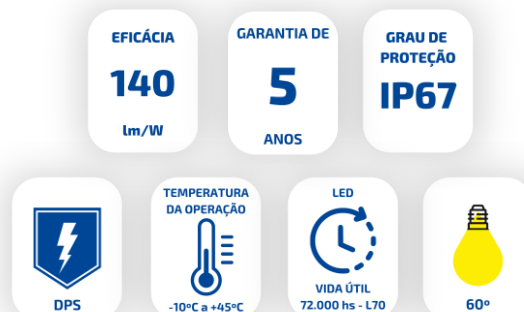 EFICÁCIA
140
lm/W
GARANTIA DE
5
ANOS
GRAU DE
PROTEÇÃO
IP67
DPS
TEMPERATURA
DA OPERAÇÃO
-10ºC a +45ºC
LED
VIDA ÚTIL
72.000 hs - L70
60º